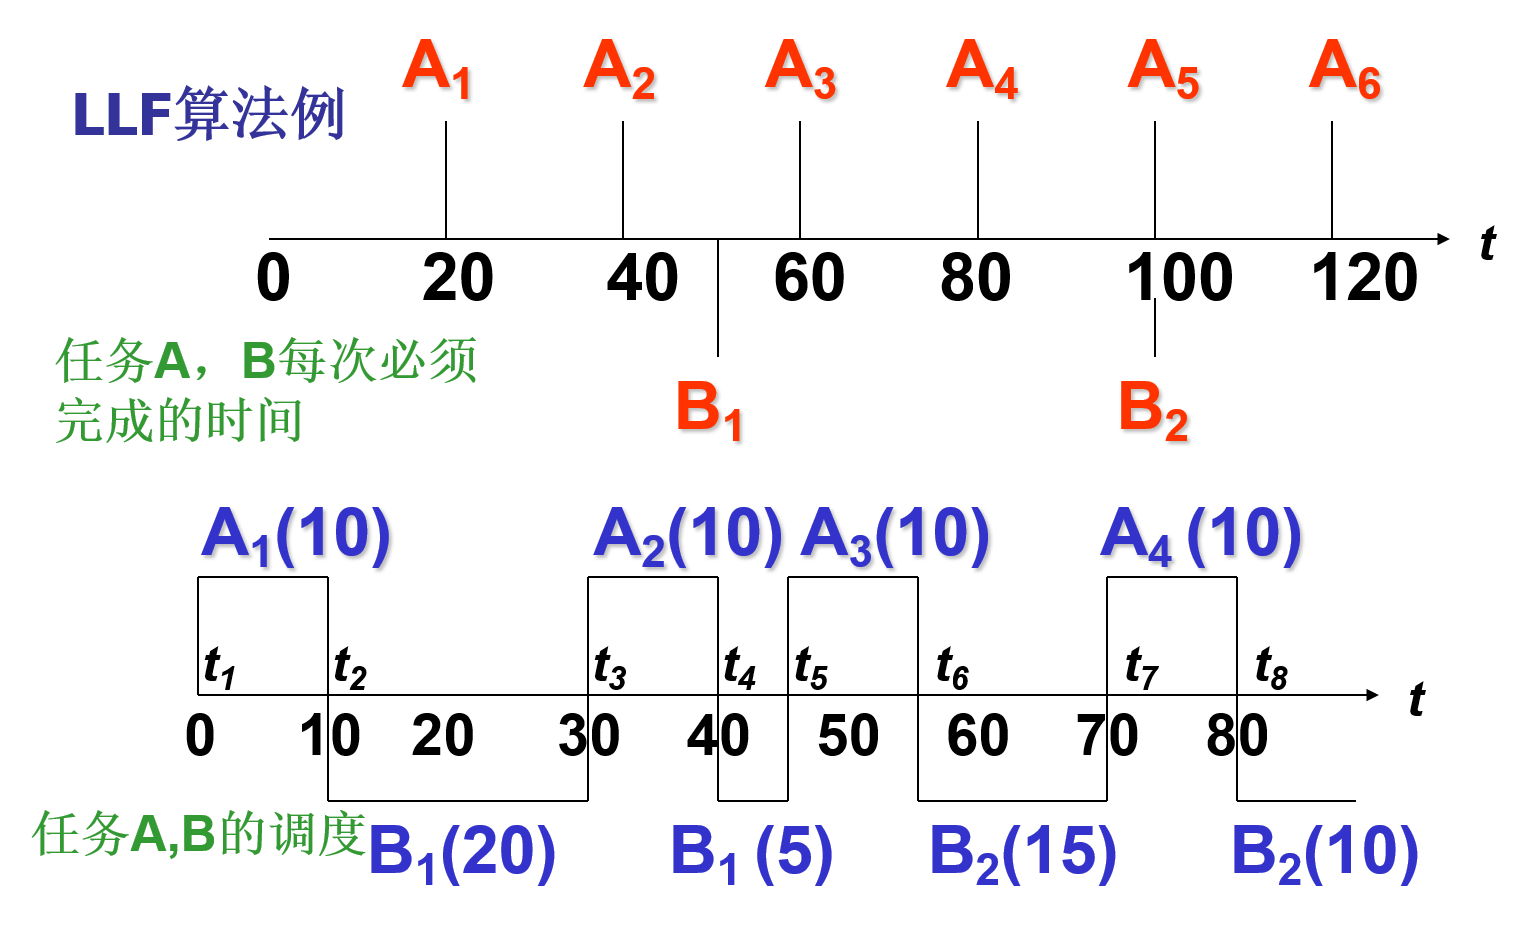 A1 A2 A3 A4 A5 A6
LLF算法例
t
0 20 40 60 80 100 120
任务A，B每次必须
完成的时间
B1 B2
A1(10) A2(10) A3(10) A4 (10)
t1 t2 t3 t4 t5 t6 t7 t8
t
0 10 20 30 40 50 60 70 80
任务A,B的调度
B1(20) B1 (5) B2(15) B2(10)